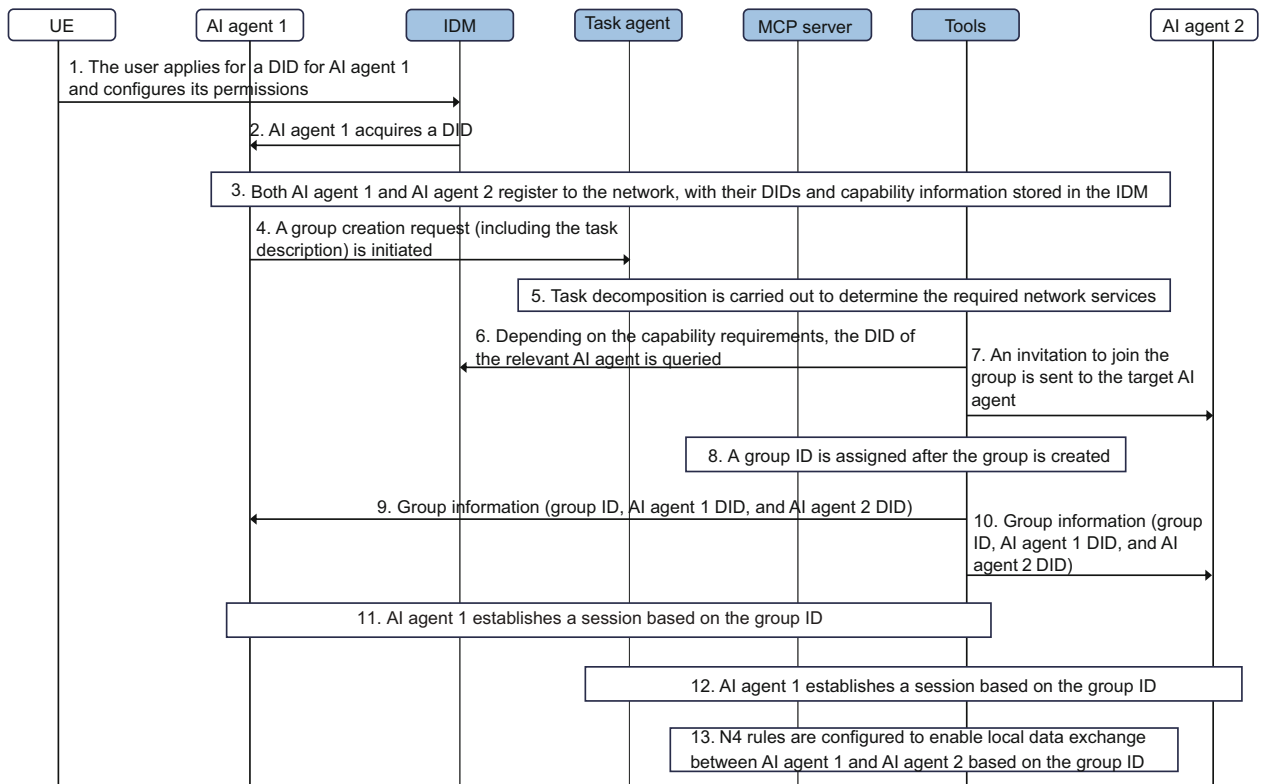 UE
AI agent 1
IDM
Task agent
MCP server
Tools
AI agent 2
1. The user applies for a DID for AI agent 1
and configures its permissions
2. AI agent 1 acquires a DID
3. Both AI agent 1 and AI agent 2 register to the network, with their DIDs and capability information stored in the IDM
4. A group creation request (including the task
description) is initiated
5. Task decomposition is carried out to determine the required network services
6. Depending on the capability requirements, the DID of
the relevant AI agent is queried
7. An invitation to join the
group is sent to the target AI
agent
8. A group ID is assigned after the group is created
9. Group information (group ID, AI agent 1 DID, and AI agent 2 DID)
10. Group information (group
ID, AI agent 1 DID, and AI
agent 2 DID)
11. AI agent 1 establishes a session based on the group ID
12. AI agent 1 establishes a session based on the group ID
13. N4 rules are configured to enable local data exchange
between AI agent 1 and AI agent 2 based on the group ID